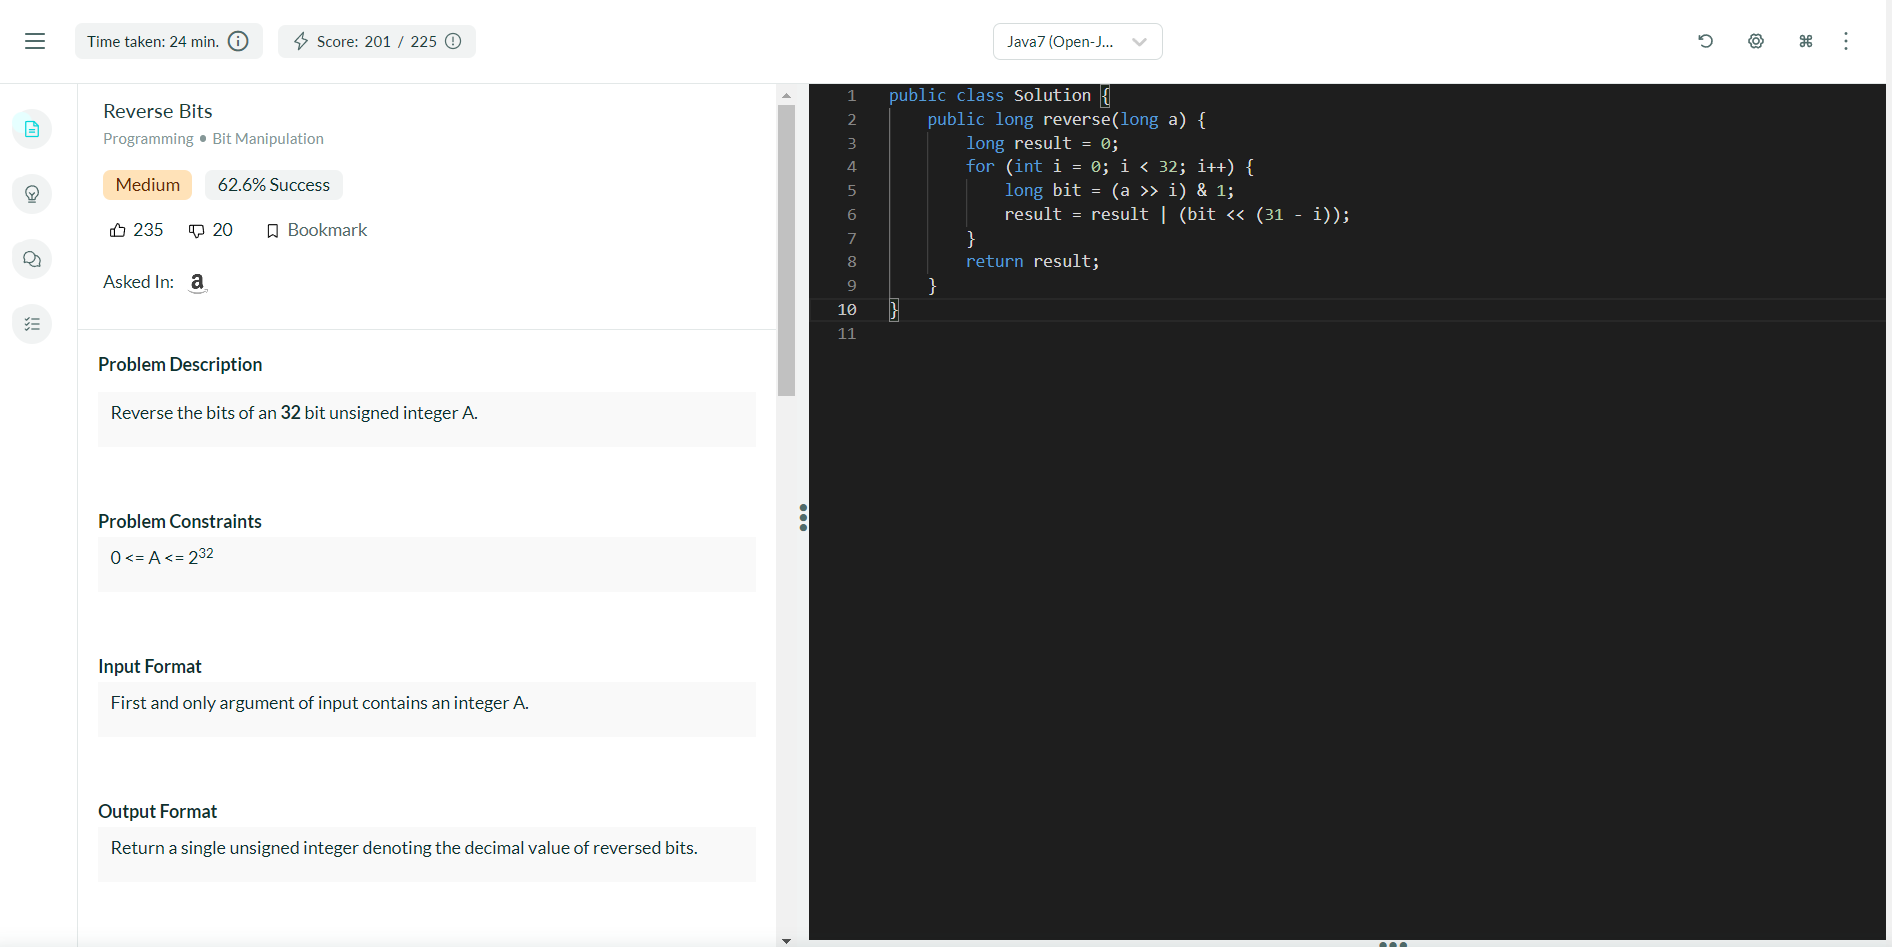 Time taken: 24 min.
Score: 201 / 225
Java7 (Open-J...
Reverse Bits
Programming • Bit Manipulation
Medium
62.6% Success
235
20
Bookmark
Asked In:
a
Problem Description
Reverse the bits of an 32 bit unsigned integer A.
Problem Constraints
0 <= A <= 2³²
Input Format
First and only argument of input contains an integer A.
Output Format
Return a single unsigned integer denoting the decimal value of reversed bits.
1 public class Solution {
2     public long reverse(long a) {
3         long result = 0;
4         for (int i = 0; i < 32; i++) {
5             long bit = (a >> i) & 1;
6             result = result | (bit << (31 - i));
7         }
8         return result;
9     }
10 }
11